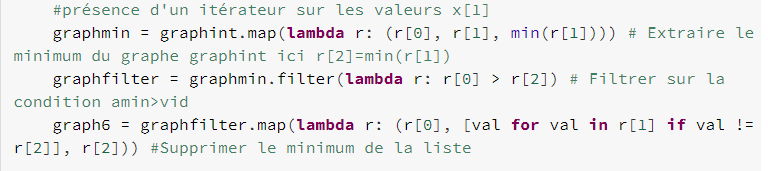 #présence d'un itérateur sur les valeurs x[1]
graphmin = graphint.map(lambda r: (r[0], r[1], min(r[1]))) # Extraire le
minimum du graphe graphint ici r[2]=min(r[1])
graphfilter = graphmin.filter(lambda r: r[0] > r[2]) # Filtrer sur la
condition amin>vid
graph6 = graphfilter.map(lambda r: (r[0], [val for val in r[1] if val !=
r[2]], r[2])) #Supprimer le minimum de la liste